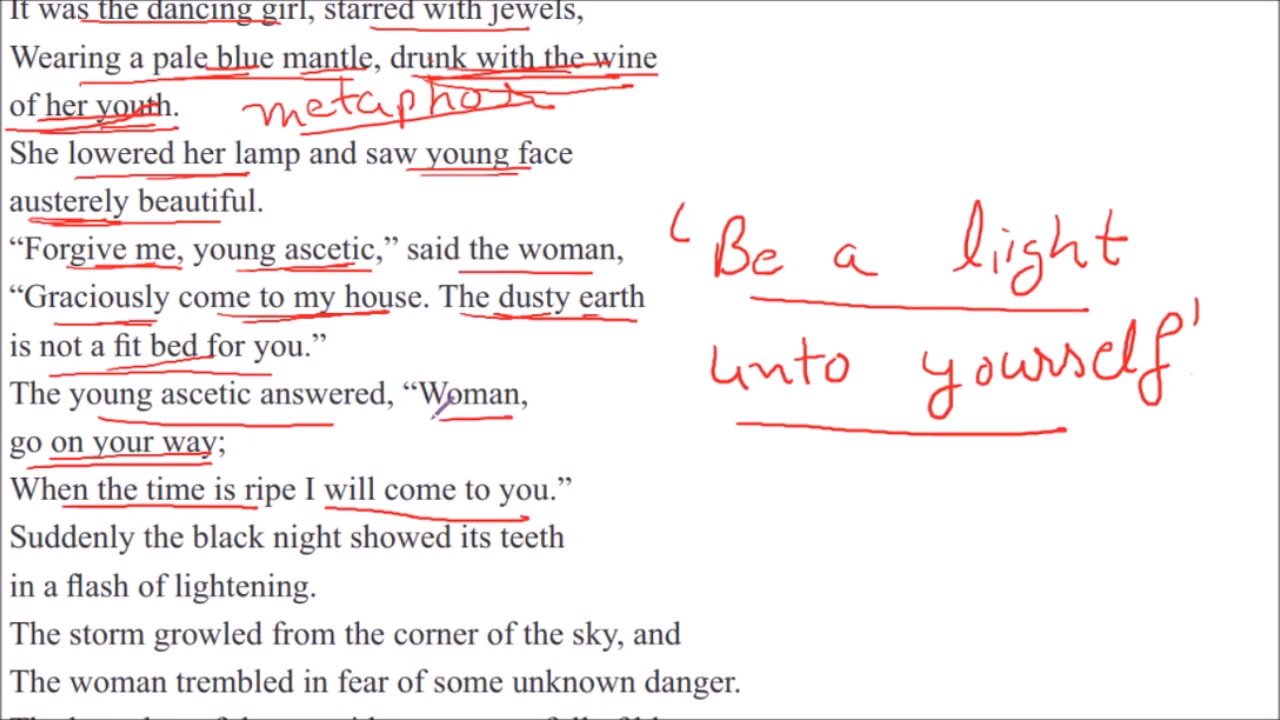 It was the dancing girl, starred with jewels,
Wearing a pale blue mantle, drunk with the wine
of her youth.
metaphor
She lowered her lamp and saw young face
austerely beautiful.
“Forgive me, young ascetic,” said the woman,
“Graciously come to my house. The dusty earth
is not a fit bed for you.”
The young ascetic answered, “Woman,
go on your way;
When the time is ripe I will come to you.”
Suddenly the black night showed its teeth
in a flash of lightening.
The storm growled from the corner of the sky, and
The woman trembled in fear of some unknown danger.
‘Be a light
unto yourself’